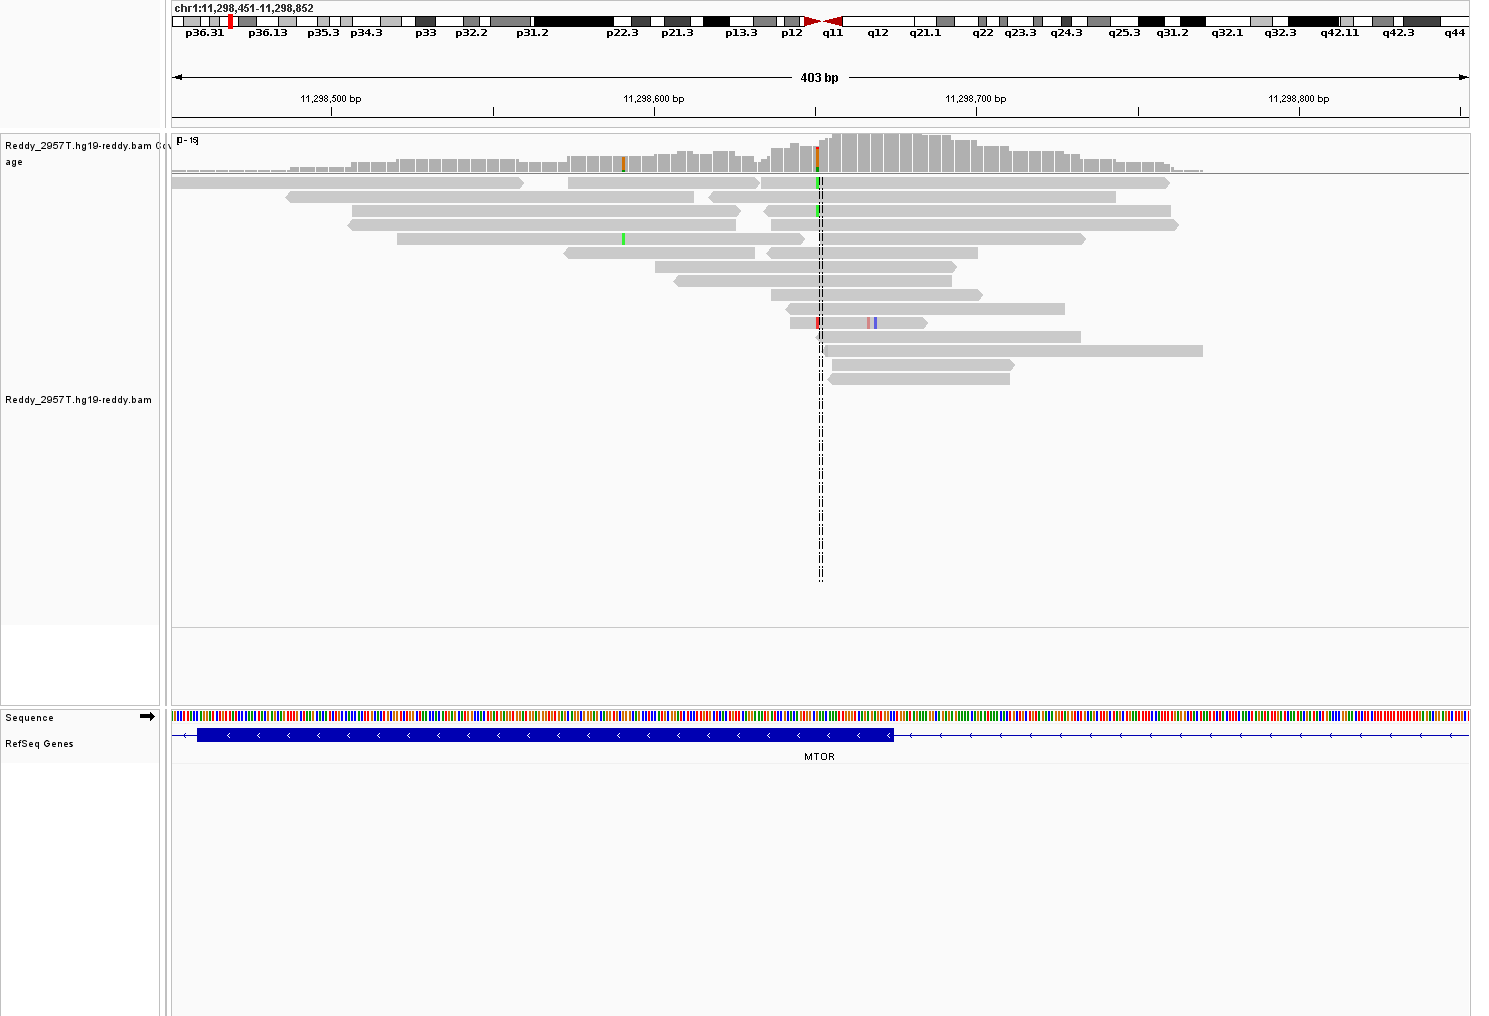 chr1:11,298,451-11,298,852
p36.31 p36.13 p35.3 p34.3 p33 p32.2 p31.2 p22.3 p21.3 p13.3 p12 q11 q12 q21.1 q22 q23.3 q24.3 q25.3 q31.2 q32.1 q32.3 q42.11 q42.3 q44
403 bp
11,298,500 bp 11,298,600 bp 11,298,700 bp 11,298,800 bp
Reddy_2957T.hg19-reddy.bam Cov
age
[0 - 19]
Reddy_2957T.hg19-reddy.bam
Sequence
RefSeq Genes
MTOR